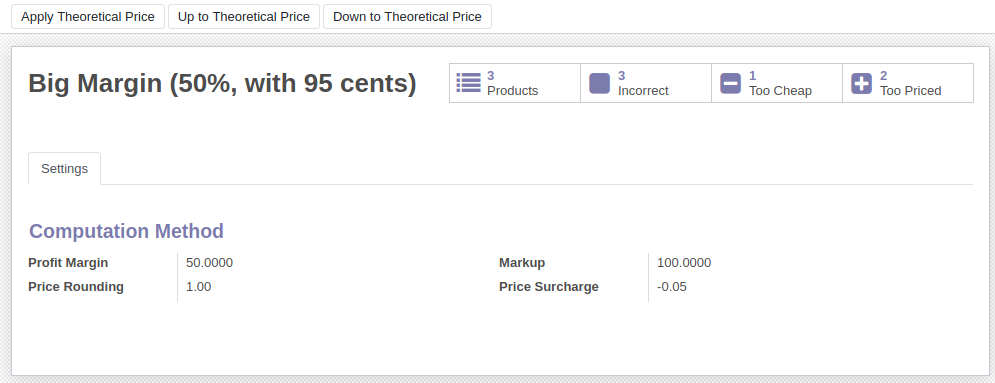 Apply Theoretical Price Up to Theoretical Price Down to Theoretical Price
Big Margin (50%, with 95 cents)
3 Products
3 Incorrect
1 Too Cheap
2 Too Priced
Settings
Computation Method
Profit Margin 50.0000 Markup 100.0000
Price Rounding 1.00 Price Surcharge -0.05